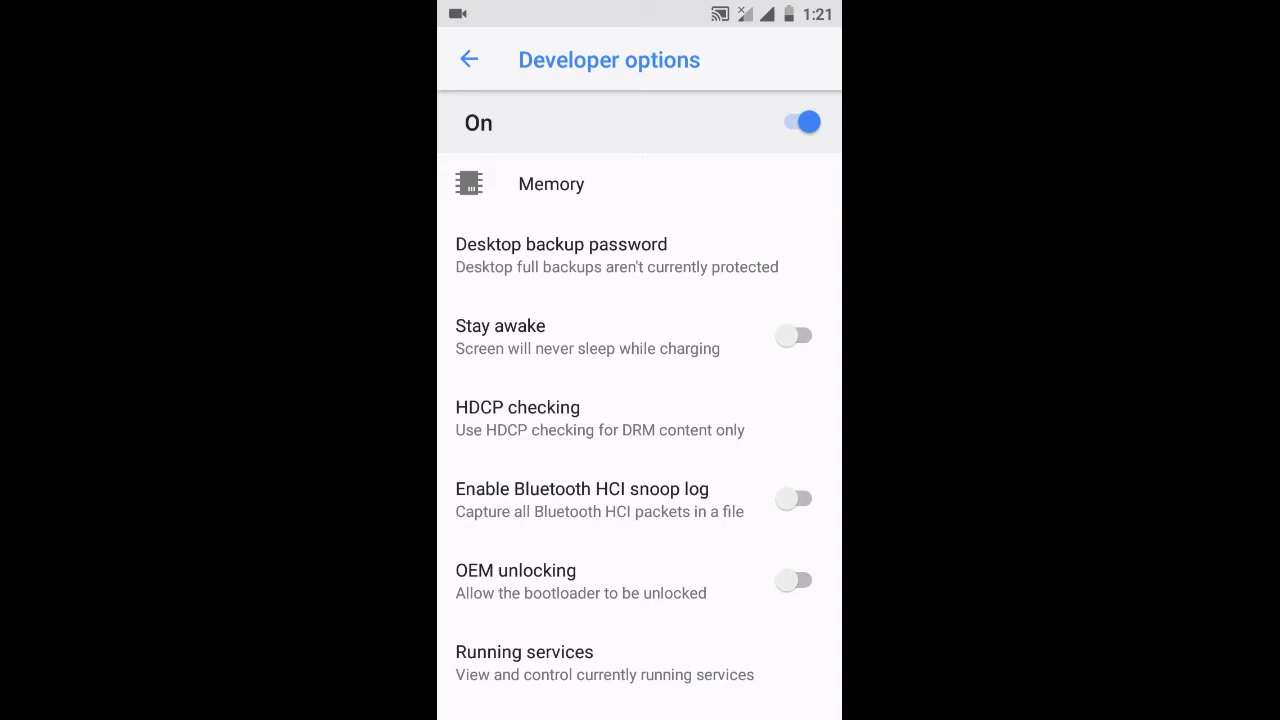 1:21
Developer options
On
Memory
Desktop backup password
Desktop full backups aren't currently protected
Stay awake
Screen will never sleep while charging
HDCP checking
Use HDCP checking for DRM content only
Enable Bluetooth HCI snoop log
Capture all Bluetooth HCI packets in a file
OEM unlocking
Allow the bootloader to be unlocked
Running services
View and control currently running services